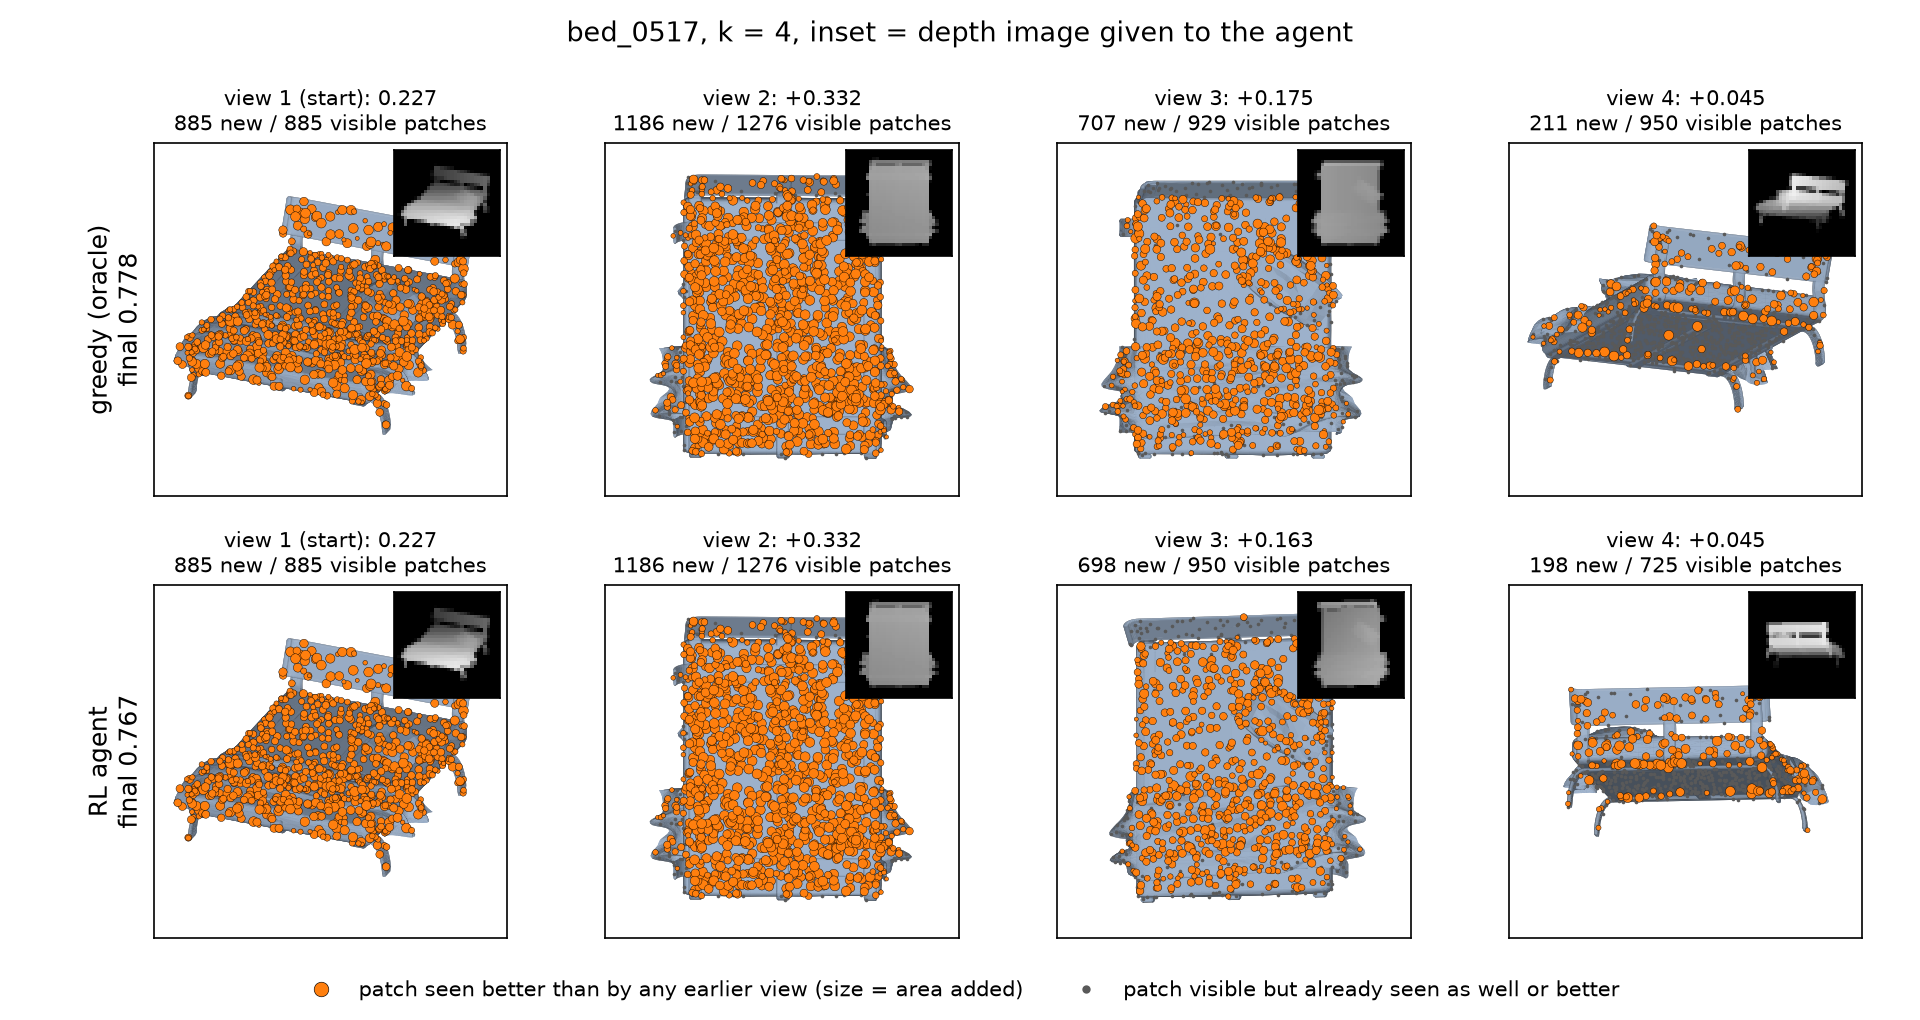 bed_0517, k = 4, inset = depth image given to the agent
greedy (oracle)
final 0.778
view 1 (start): 0.227
885 new / 885 visible patches
view 2: +0.332
1186 new / 1276 visible patches
view 3: +0.175
707 new / 929 visible patches
view 4: +0.045
211 new / 950 visible patches
RL agent
final 0.767
view 1 (start): 0.227
885 new / 885 visible patches
view 2: +0.332
1186 new / 1276 visible patches
view 3: +0.163
698 new / 950 visible patches
view 4: +0.045
198 new / 725 visible patches
patch seen better than by any earlier view (size = area added)
patch visible but already seen as well or better